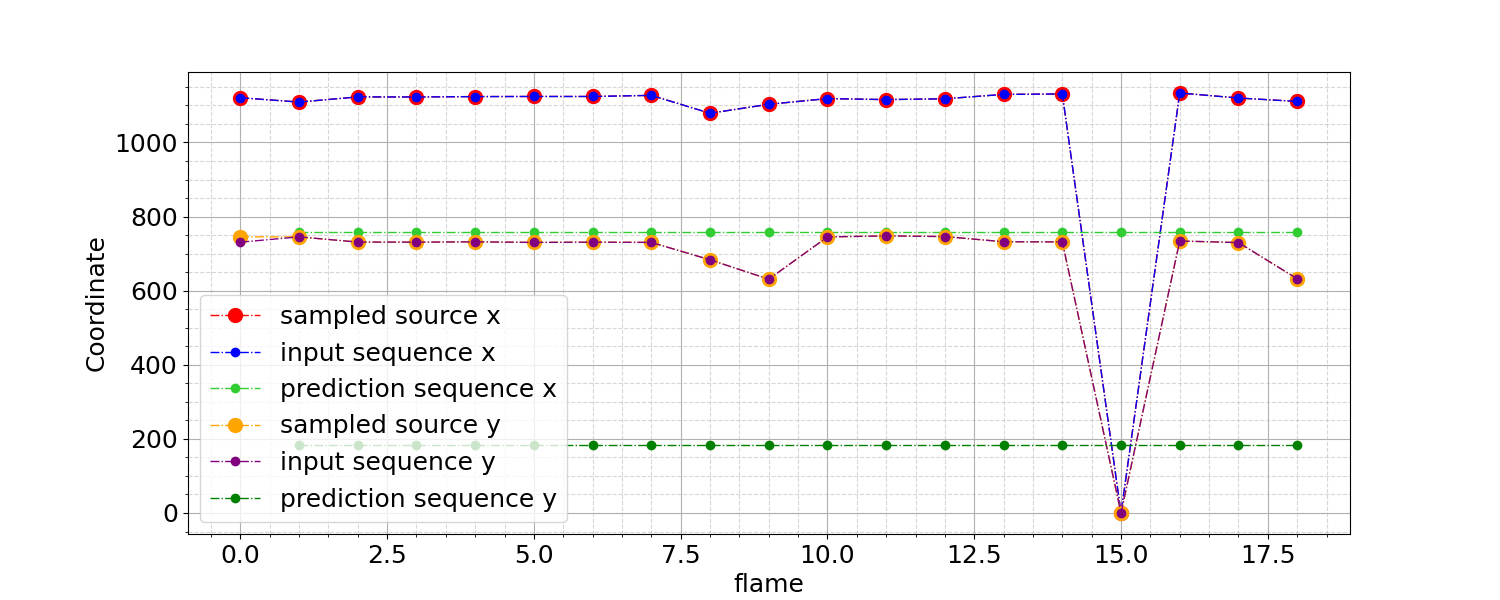 1000
800
600
400
200
0
Coordinate
sampled source x
input sequence x
prediction sequence x
sampled source y
input sequence y
prediction sequence y
0.0 2.5 5.0 7.5 10.0 12.5 15.0 17.5
flame